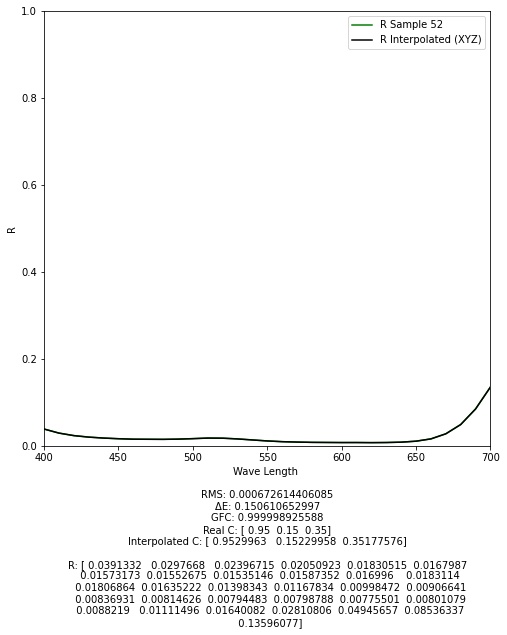 1.0
0.8
0.6
0.4
0.2
0.0
R
R Sample 52
R Interpolated (XYZ)
400 450 500 550 600 650 700
Wave Length
RMS: 0.000672614406085
ΔE: 0.150610652997
GFC: 0.999998925588
Real C: [ 0.95 0.15 0.35]
Interpolated C: [ 0.9529963 0.15229958 0.35177576]
R: [ 0.0391332 0.0297668 0.02396715 0.02050923 0.01830515 0.0167987
0.01573173 0.01552675 0.01535146 0.01587352 0.016996 0.0183114
0.01806864 0.01635222 0.01398343 0.01167834 0.00998472 0.00906641
0.00836931 0.00814626 0.00794483 0.00798788 0.00775501 0.00801079
0.0088219 0.01111496 0.01640082 0.02810806 0.04945657 0.08536337
0.13596077]